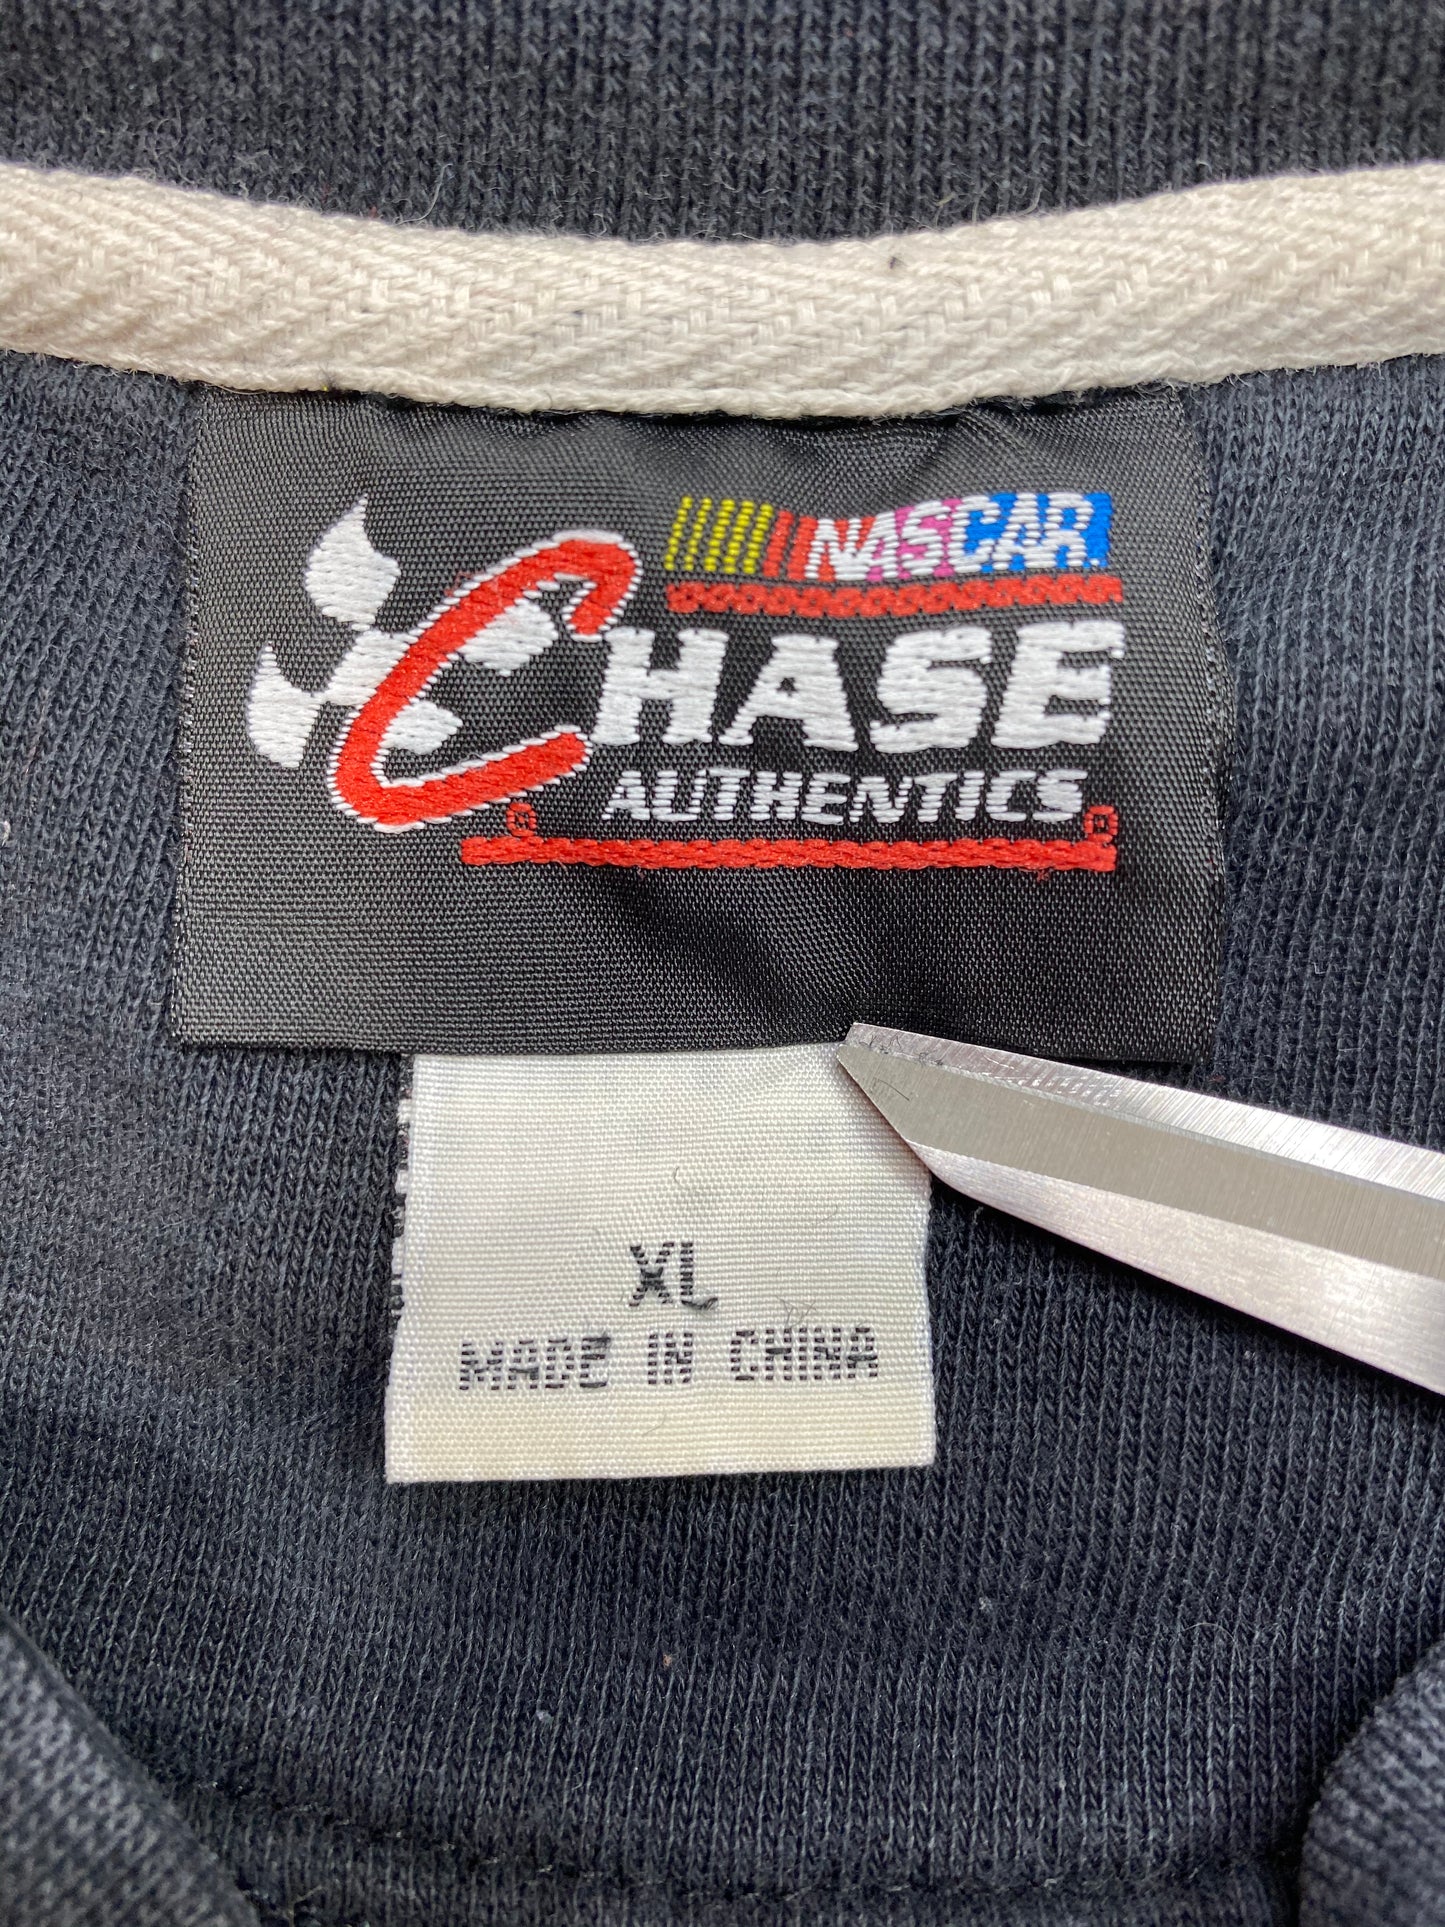 NASCAR
CHASE
AUTHENTICS
XL
MADE IN CHINA